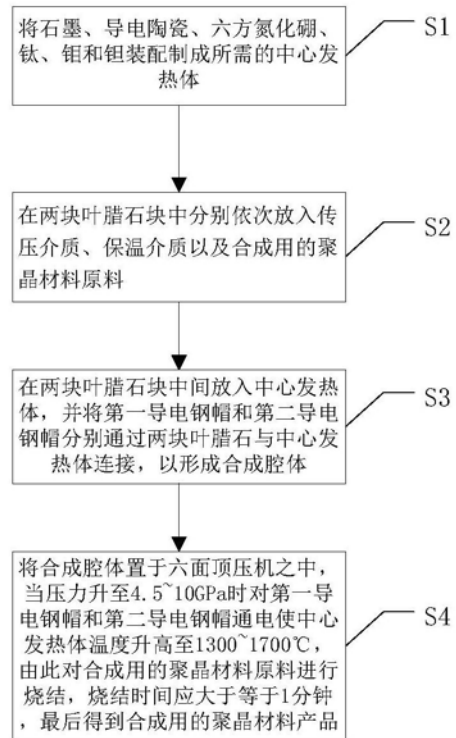 将石墨、导电陶瓷、六方氮化硼、
钛、钼和钽装配制成所需的中心发
热体
S1
在两块叶腊石块中分别依次放入传
压介质、保温介质以及合成用的聚
晶材料原料
S2
在两块叶腊石块中间放入中心发热
体，并将第一导电钢帽和第二导电
钢帽分别通过两块叶腊石与中心发
热体连接，以形成合成腔体
S3
将合成腔体置于六面顶压机之中，
当压力升至4.5~10GPa时对第一导
电钢帽和第二导电钢帽通电使中心
发热体温度升高至1300~1700℃，
由此对合成用的聚晶材料原料进行
烧结，烧结时间应大于等于1分钟
，最后得到合成用的聚晶材料产品
S4